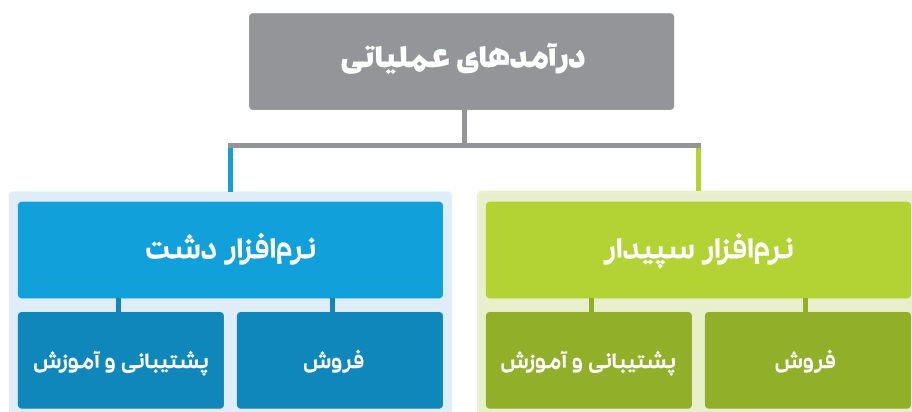 درآمدهای عملیاتی
نرم‌افزار سپیدار
نرم‌افزار دشت
فروش
پشتیبانی و آموزش
فروش
پشتیبانی و آموزش